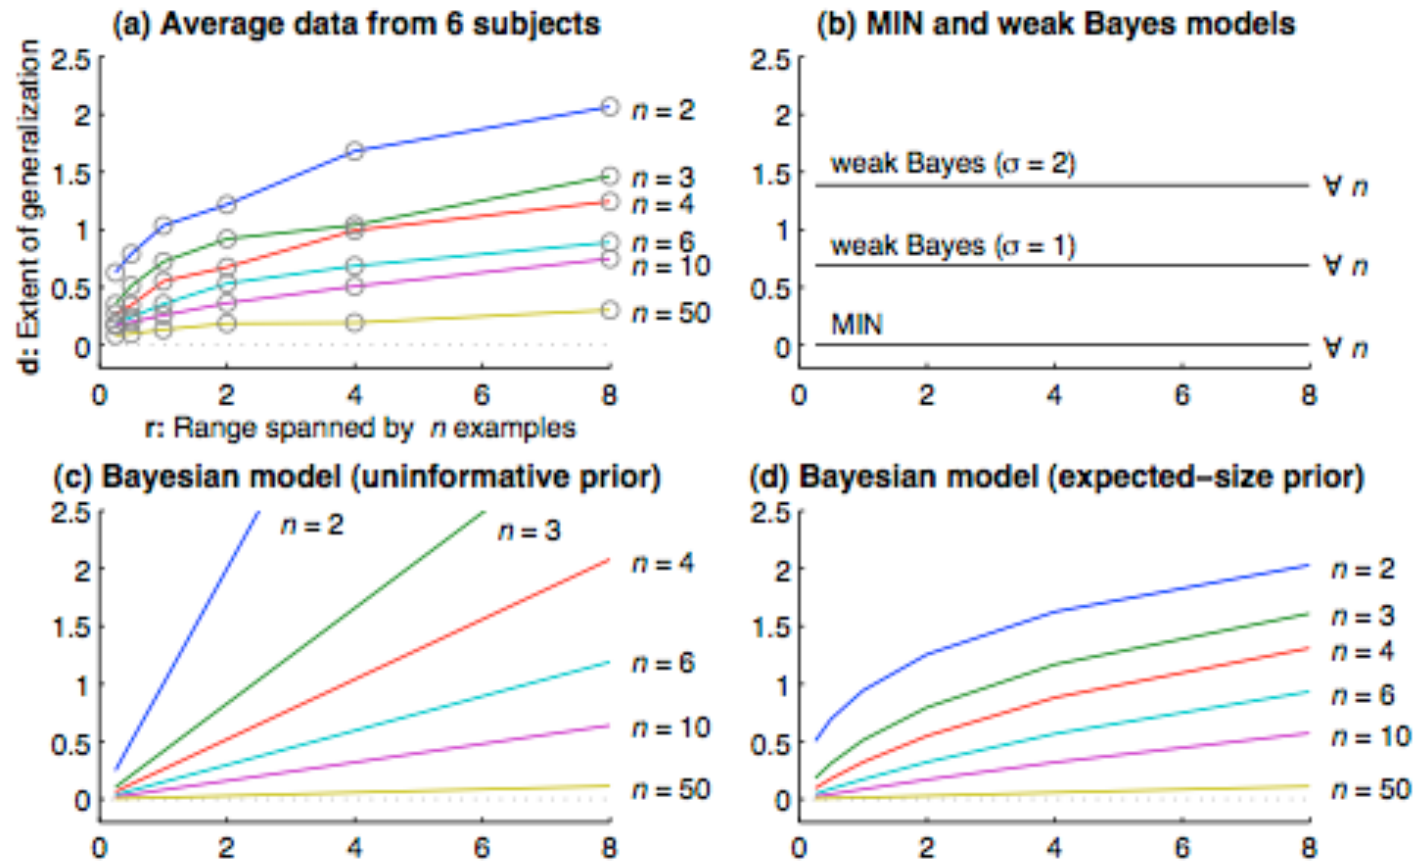 (a) Average data from 6 subjects
d: Extent of generalization
2.5
2
1.5
1
0.5
0
0 2 4 6 8
n = 2
n = 3
n = 4
n = 6
n = 10
n = 50
r: Range spanned by n examples
(b) MIN and weak Bayes models
2.5
2
1.5
1
0.5
0
weak Bayes (σ = 2)
∀ n
weak Bayes (σ = 1)
∀ n
MIN
∀ n
0 2 4 6 8
(c) Bayesian model (uninformative prior)
2.5
2
1.5
1
0.5
0
n = 2
n = 3
n = 4
n = 6
n = 10
n = 50
0 2 4 6 8
(d) Bayesian model (expected-size prior)
2.5
2
1.5
1
0.5
0
n = 2
n = 3
n = 4
n = 6
n = 10
n = 50
0 2 4 6 8